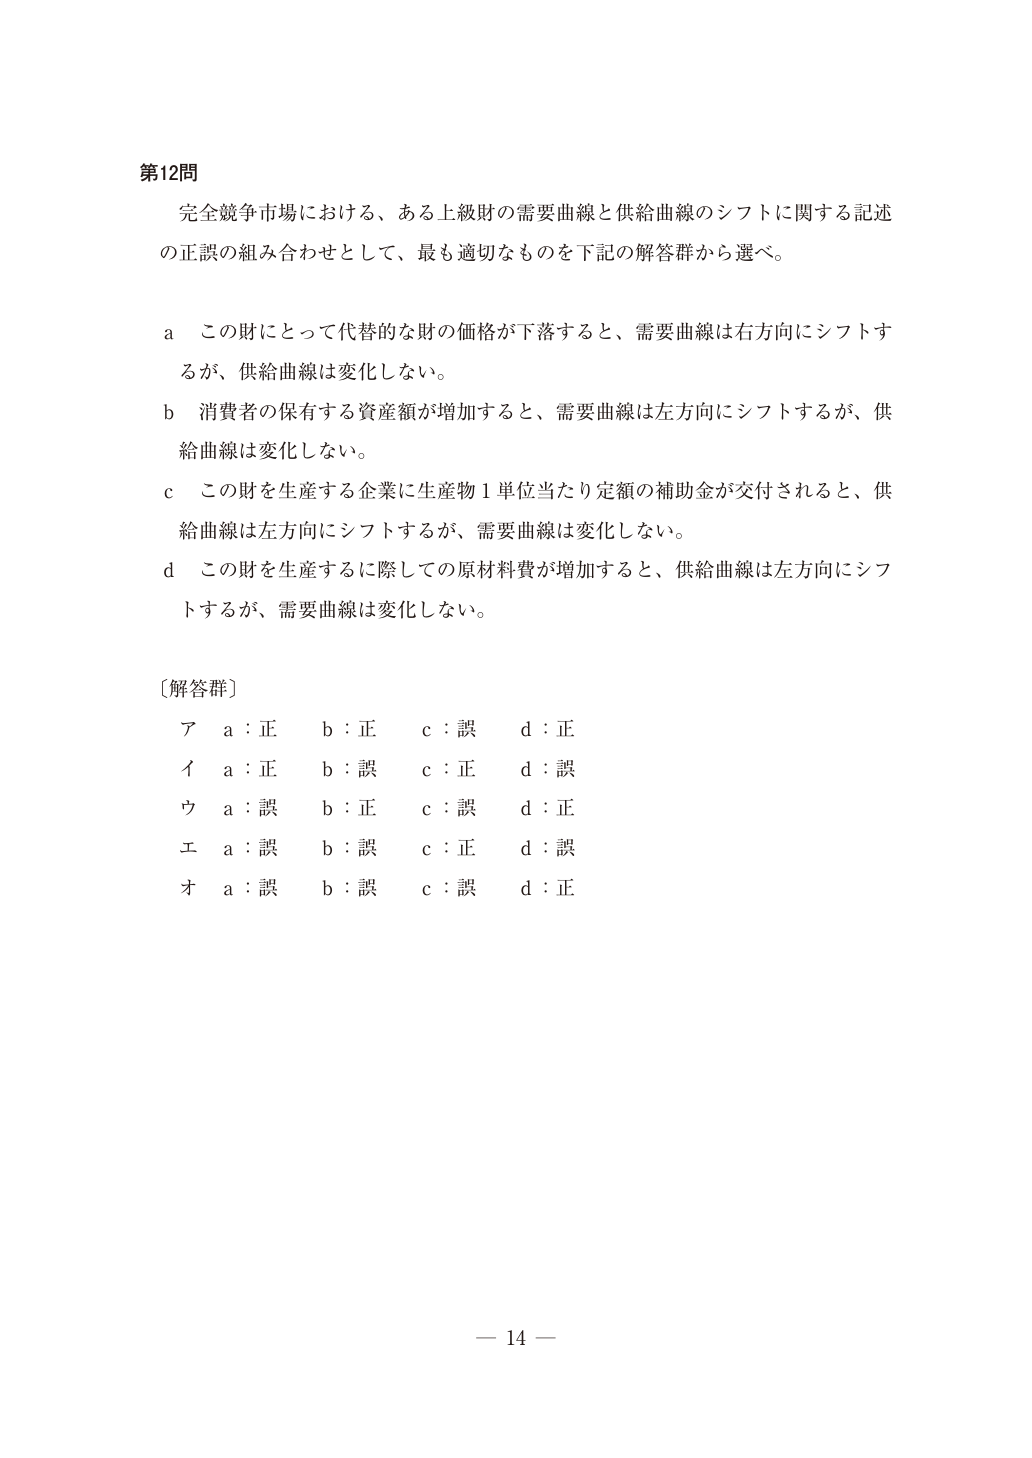 第12問
完全競争市場における、ある上級財の需要曲線と供給曲線のシフトに関する記述
の正誤の組み合わせとして、最も適切なものを下記の解答群から選べ。
a　この財にとって代替的な財の価格が下落すると、需要曲線は右方向にシフトす
るが、供給曲線は変化しない。
b　消費者の保有する資産額が増加すると、需要曲線は左方向にシフトするが、供
給曲線は変化しない。
c　この財を生産する企業に生産物1単位当たり定額の補助金が交付されると、供
給曲線は左方向にシフトするが、需要曲線は変化しない。
d　この財を生産するに際しての原材料費が増加すると、供給曲線は左方向にシフ
トするが、需要曲線は変化しない。
〔解答群〕
ア　a：正　b：正　c：誤　d：正
イ　a：正　b：誤　c：正　d：誤
ウ　a：誤　b：正　c：誤　d：正
エ　a：誤　b：誤　c：正　d：誤
オ　a：誤　b：誤　c：誤　d：正
— 14 —